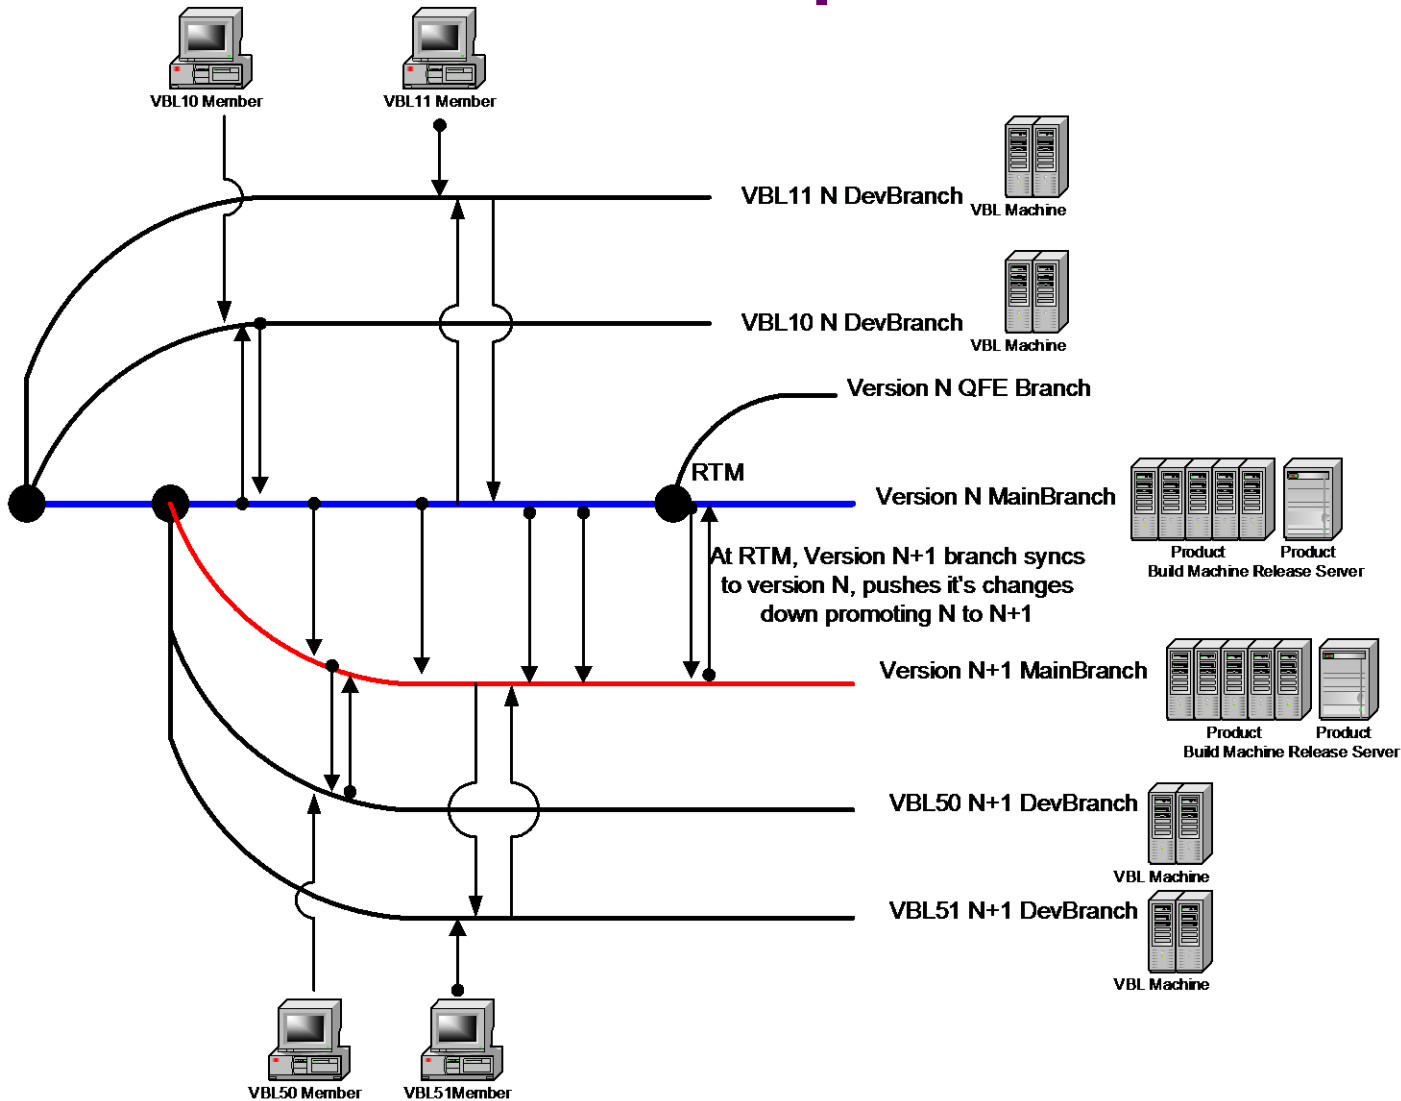 VBL10 Member
VBL11 Member
VBL11 N DevBranch
VBL Machine
VBL10 N DevBranch
VBL Machine
Version N QFE Branch
RTM
Version N MainBranch
Product
Build Machine
Product
Release Server
At RTM, Version N+1 branch syncs
to version N, pushes it's changes
down promoting N to N+1
Version N+1 MainBranch
Product
Build Machine
Product
Release Server
VBL50 N+1 DevBranch
VBL Machine
VBL51 N+1 DevBranch
VBL Machine
VBL50 Member
VBL51Member